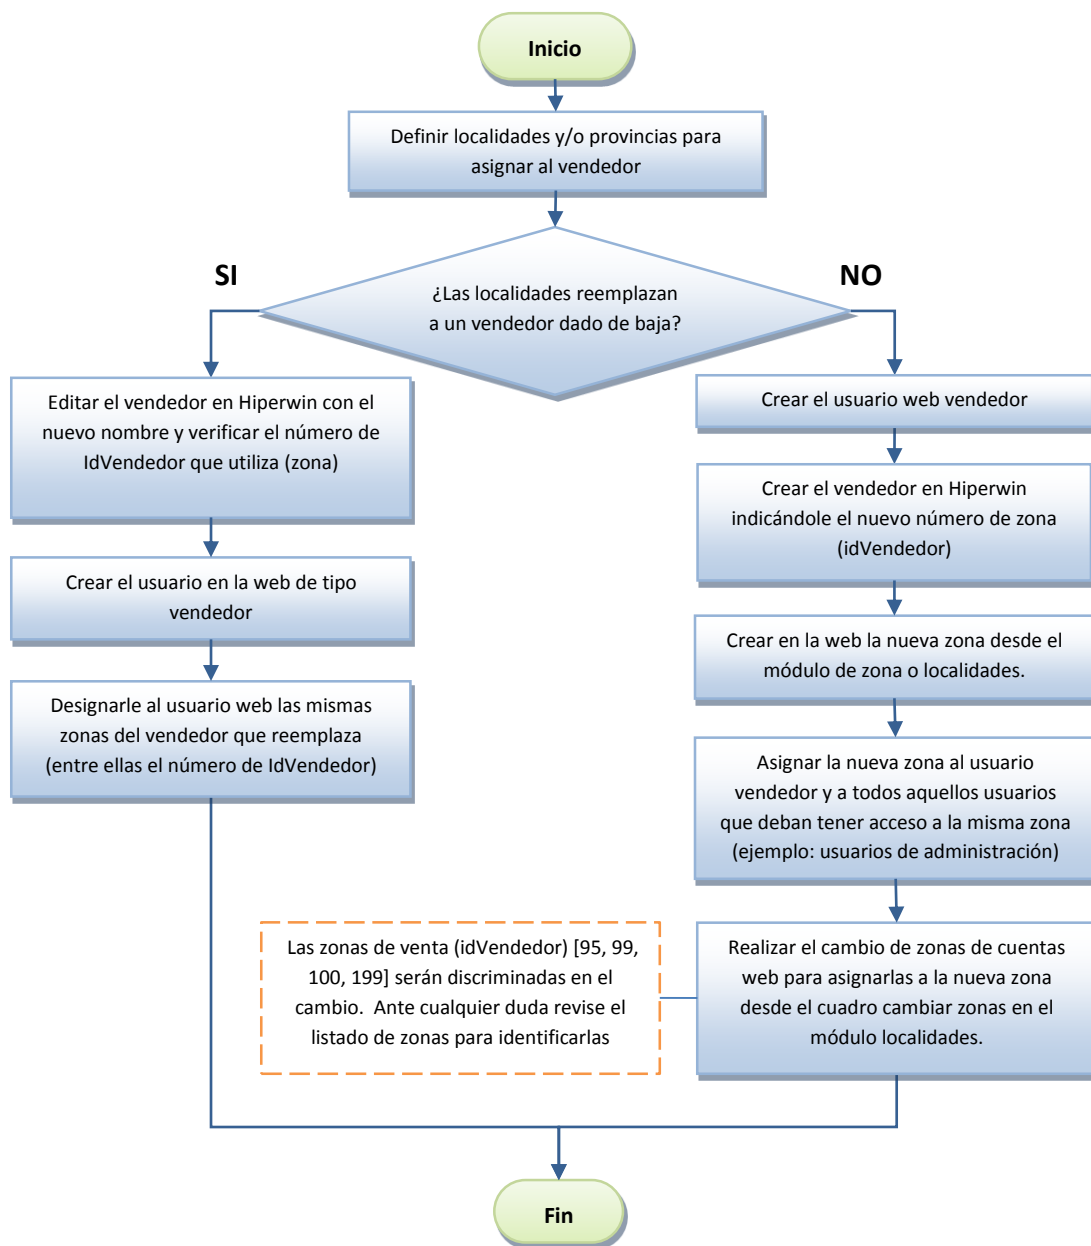 Inicio
Definir localidades y/o provincias para
asignar al vendedor
SI
NO
¿Las localidades reemplazan
a un vendedor dado de baja?
Editar el vendedor en Hiperwin con el
nuevo nombre y verificar el número de
IdVendedor que utiliza (zona)
Crear el usuario en la web de tipo
vendedor
Designarle al usuario web las mismas
zonas del vendedor que reemplaza
(entre ellas el número de IdVendedor)
Crear el usuario web vendedor
Crear el vendedor en Hiperwin
indicándole el nuevo número de zona
(idVendedor)
Crear en la web la nueva zona desde el
módulo de zona o localidades.
Asignar la nueva zona al usuario
vendedor y a todos aquellos usuarios
que deban tener acceso a la misma zona
(ejemplo: usuarios de administración)
Las zonas de venta (idVendedor) [95, 99,
100, 199] serán discriminadas en el
cambio.  Ante cualquier duda revise el
listado de zonas para identificarlas
Realizar el cambio de zonas de cuentas
web para asignarlas a la nueva zona
desde el cuadro cambiar zonas en el
módulo localidades.
Fin